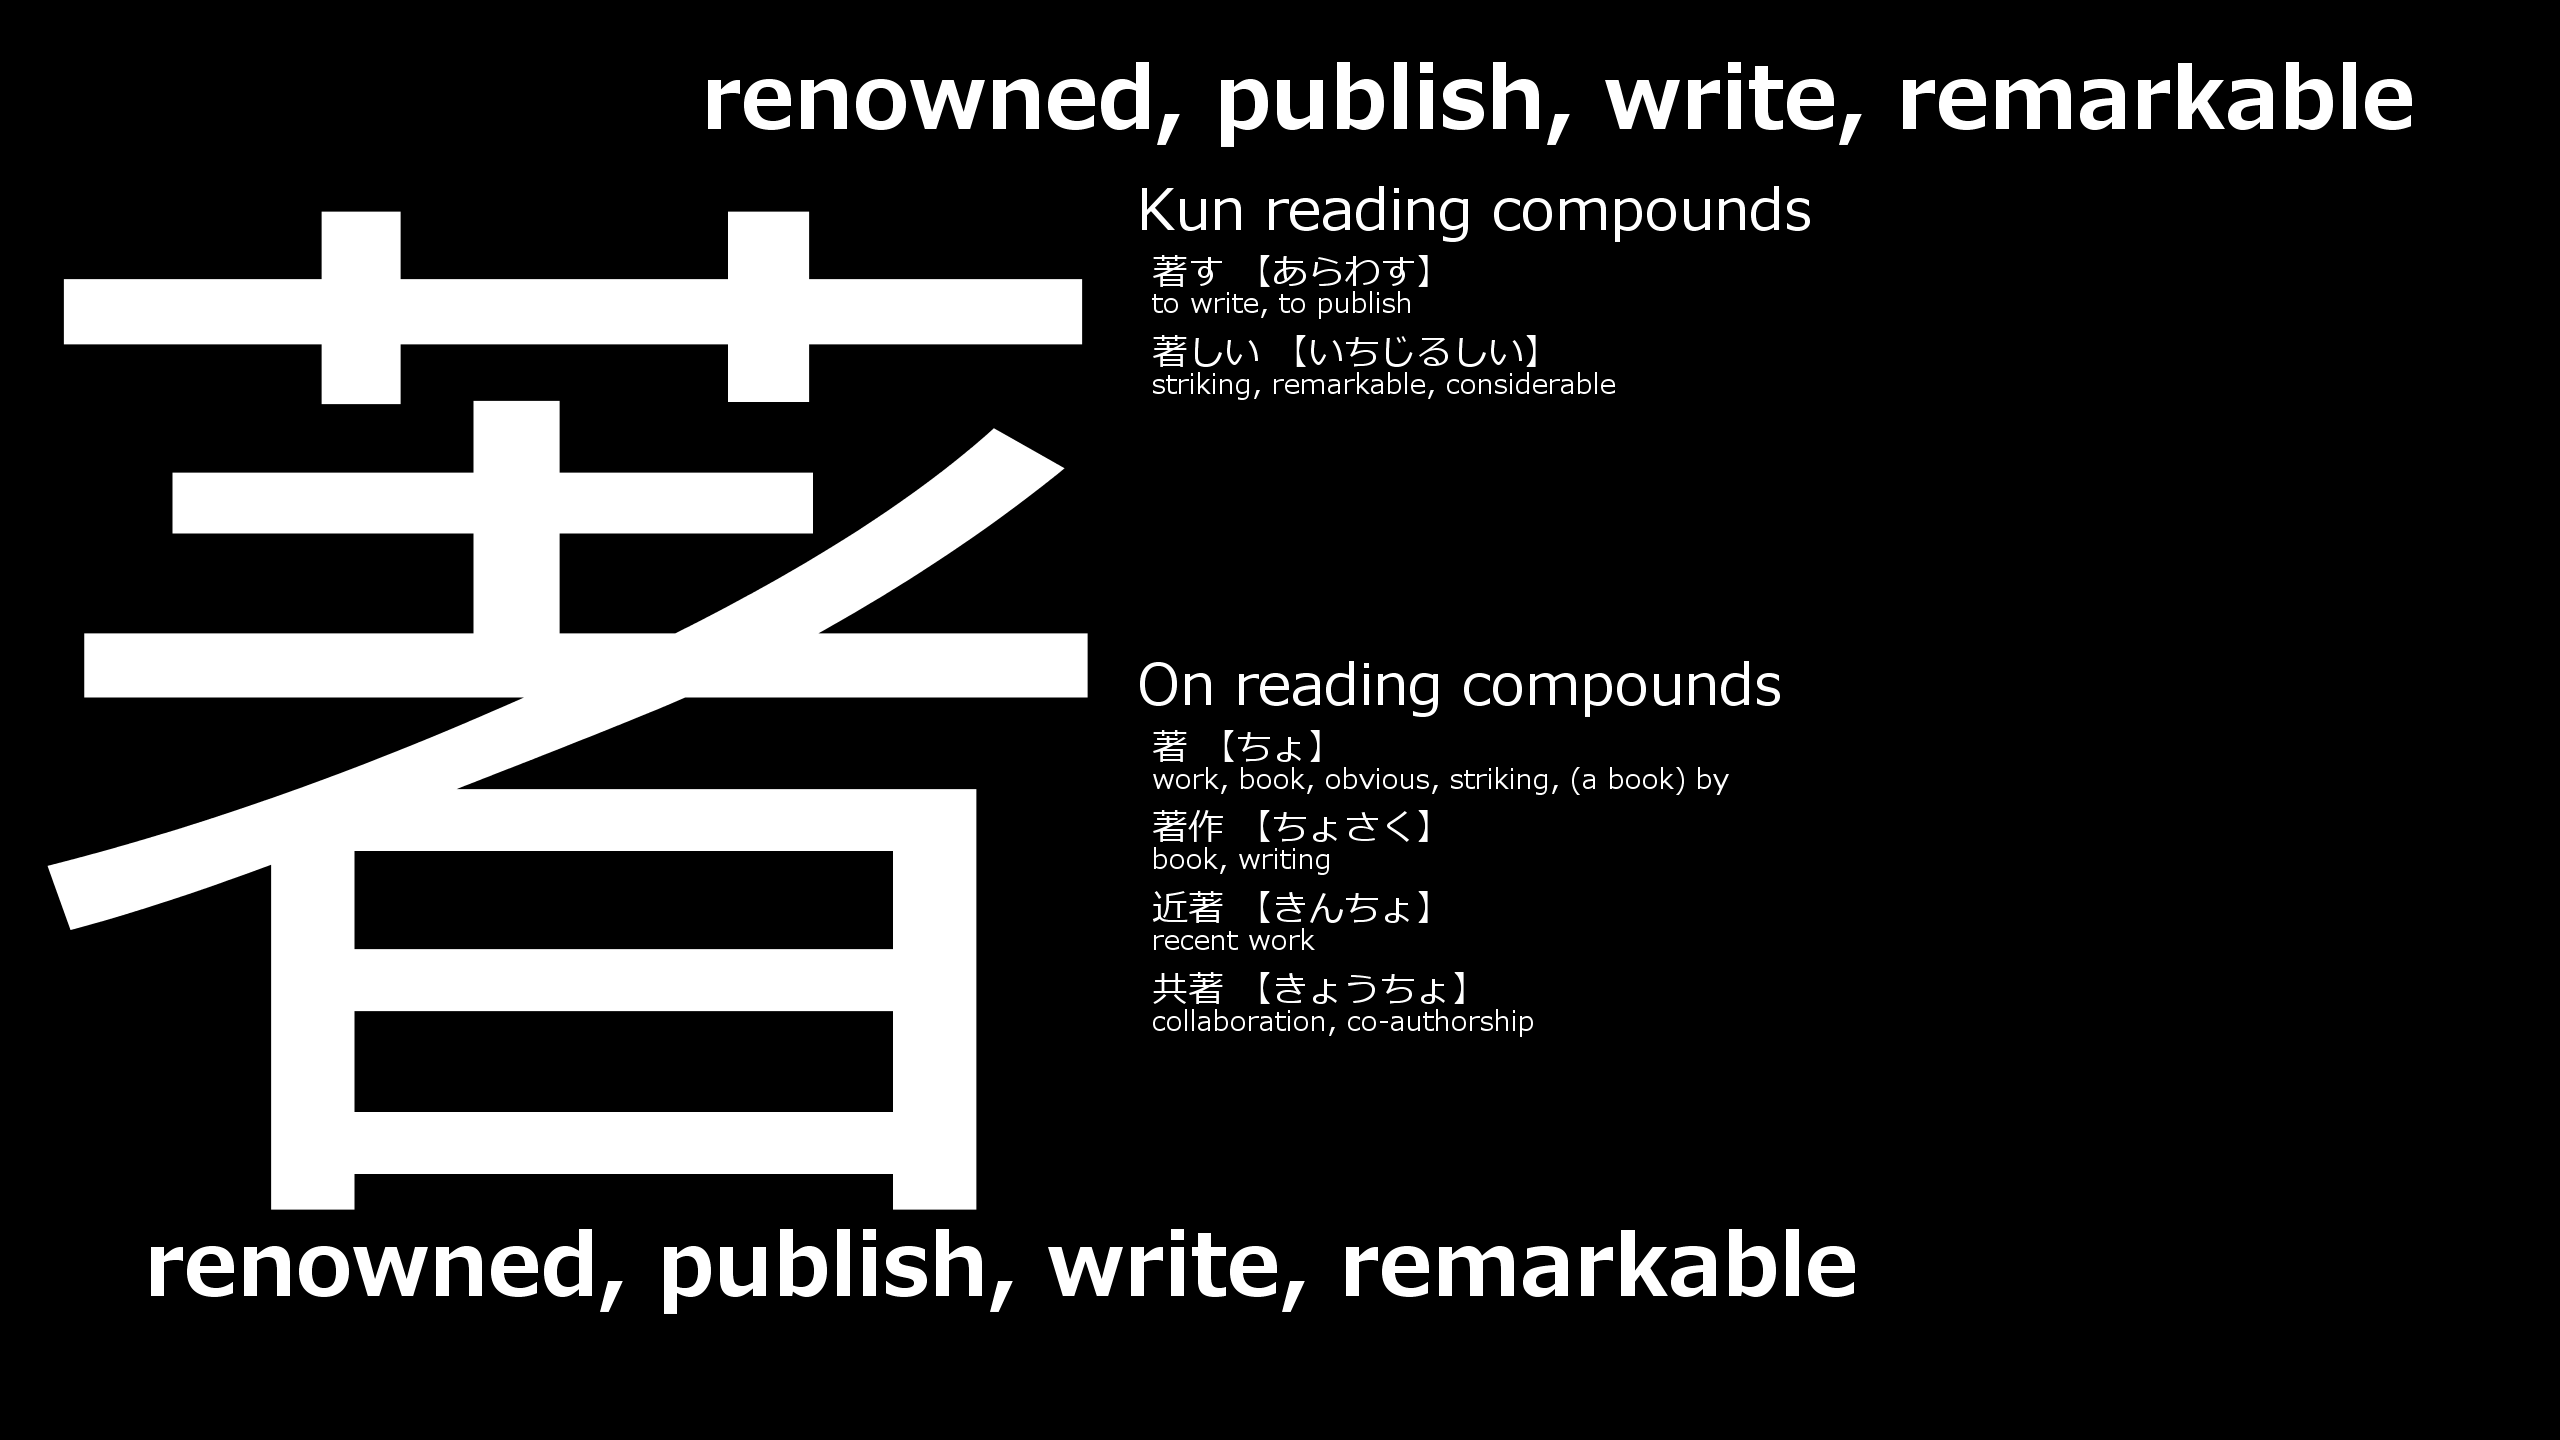 renowned, publish, write, remarkable
著
Kun reading compounds
著す 【あらわす】
to write, to publish
著しい 【いちじるしい】
striking, remarkable, considerable
On reading compounds
著 【ちょ】
work, book, obvious, striking, (a book) by
著作 【ちょさく】
book, writing
近著 【きんちょ】
recent work
共著 【きょうちょ】
collaboration, co-authorship
renowned, publish, write, remarkable